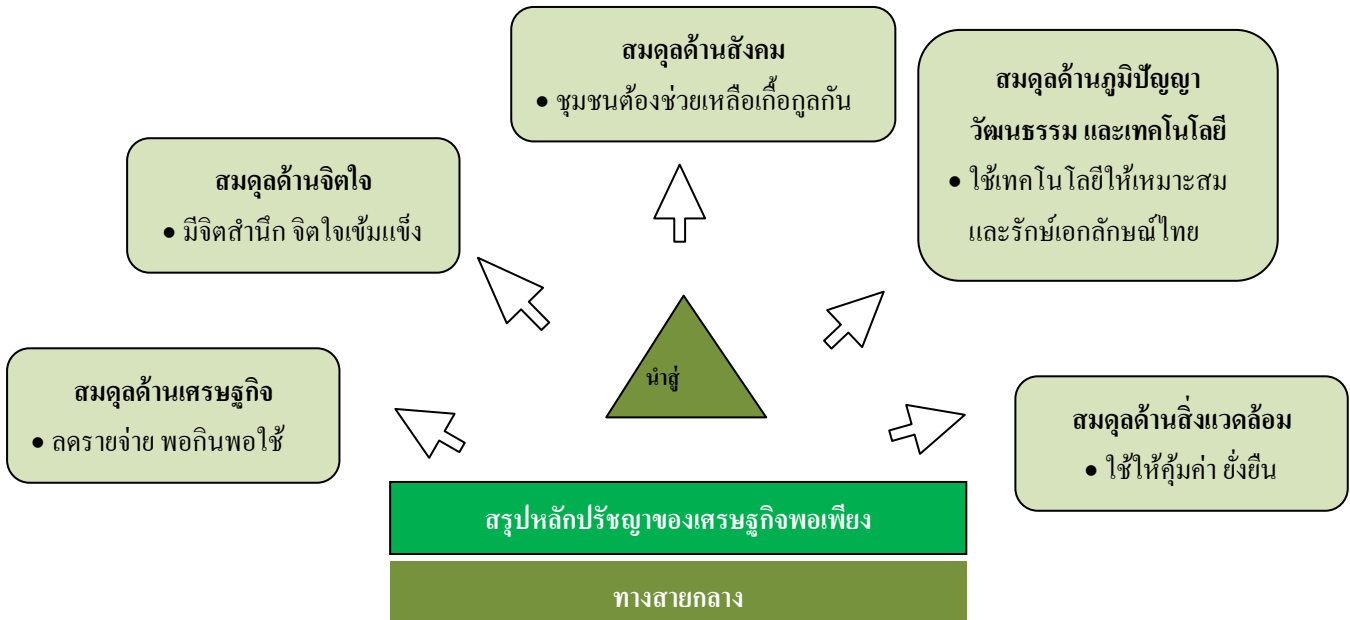 สมดุลด้านสังคม
• ชุมชนต้องช่วยเหลือเกื้อกูลกัน
สมดุลด้านภูมิปัญญา
วัฒนธรรม และเทคโนโลยี
• ใช้เทคโนโลยีให้เหมาะสม
และรักษ์เอกลักษณ์ไทย
สมดุลด้านจิตใจ
• มีจิตสำนึก จิตใจเข้มแข็ง
สมดุลด้านเศรษฐกิจ
• ลดรายจ่าย พอกินพอใช้
นำสู่
สมดุลด้านสิ่งแวดล้อม
• ใช้ให้คุ้มค่า ยั่งยืน
สรุปหลักปรัชญาของเศรษฐกิจพอเพียง
ทางสายกลาง